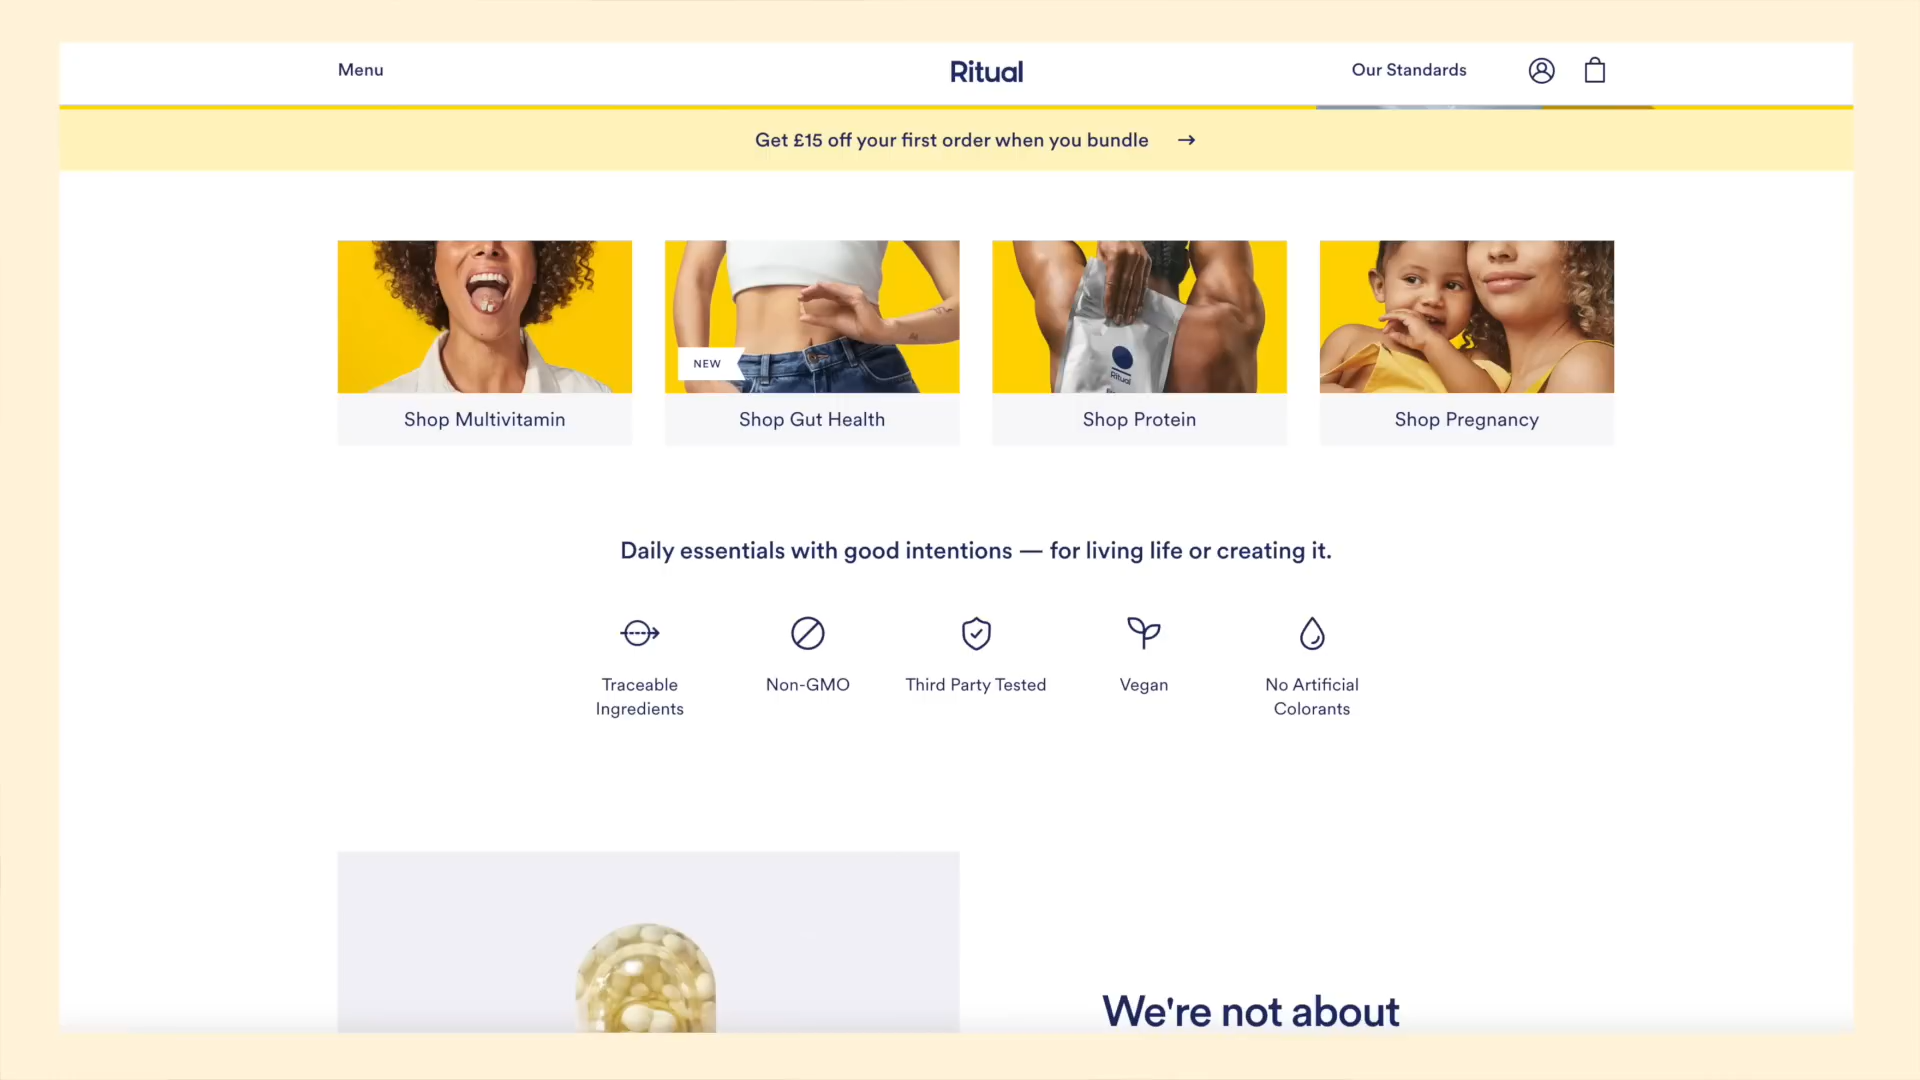 Menu
Ritual
Our Standards
Get £15 off your first order when you bundle →
NEW
Ritual
Shop Multivitamin
Shop Gut Health
Shop Protein
Shop Pregnancy
Daily essentials with good intentions — for living life or creating it.
Traceable
Ingredients
Non-GMO
Third Party Tested
Vegan
No Artificial
Colorants
We're not about